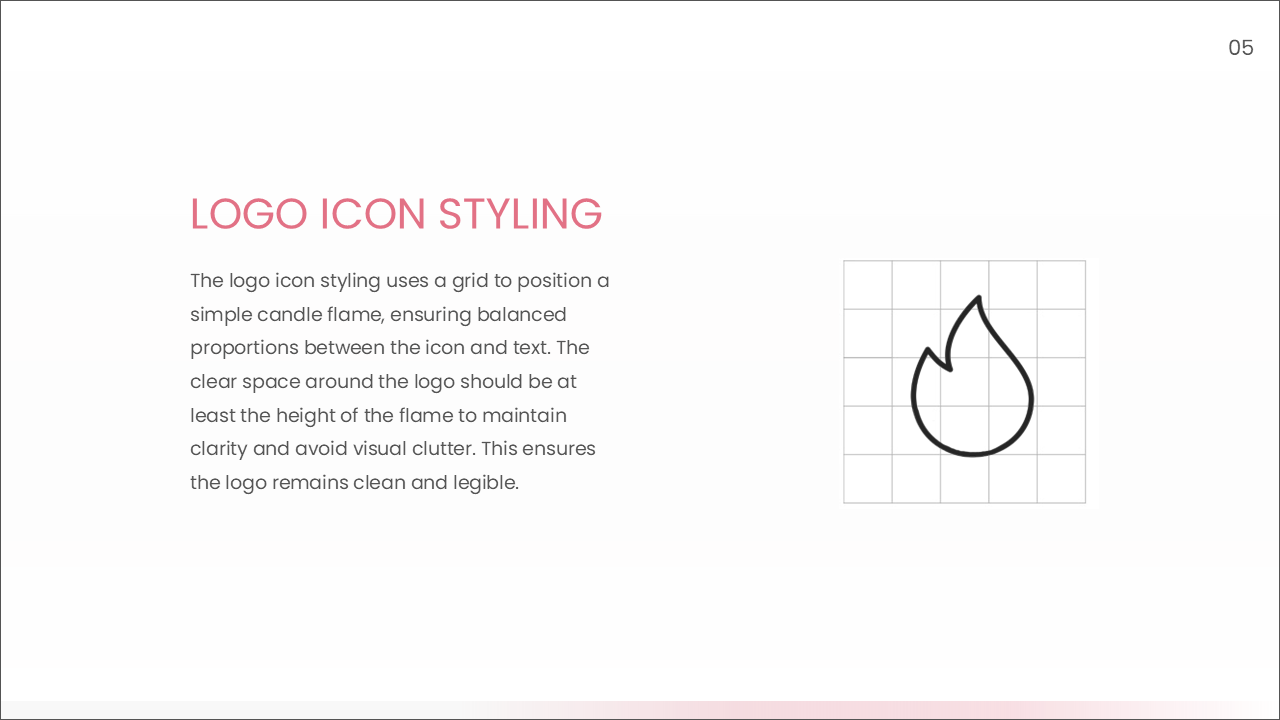 05
LOGO ICON STYLING
The logo icon styling uses a grid to position a
simple candle flame, ensuring balanced
proportions between the icon and text. The
clear space around the logo should be at
least the height of the flame to maintain
clarity and avoid visual clutter. This ensures
the logo remains clean and legible.